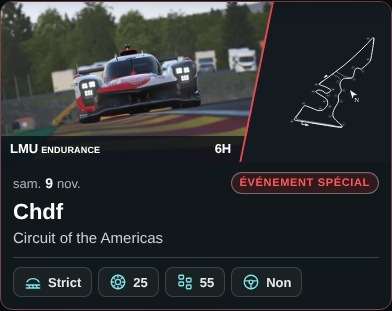 LMU ENDURANCE 6H
N
sam. 9 nov.
ÉVÉNEMENT SPÉCIAL
Chdf
Circuit of the Americas
Strict 25 55 Non